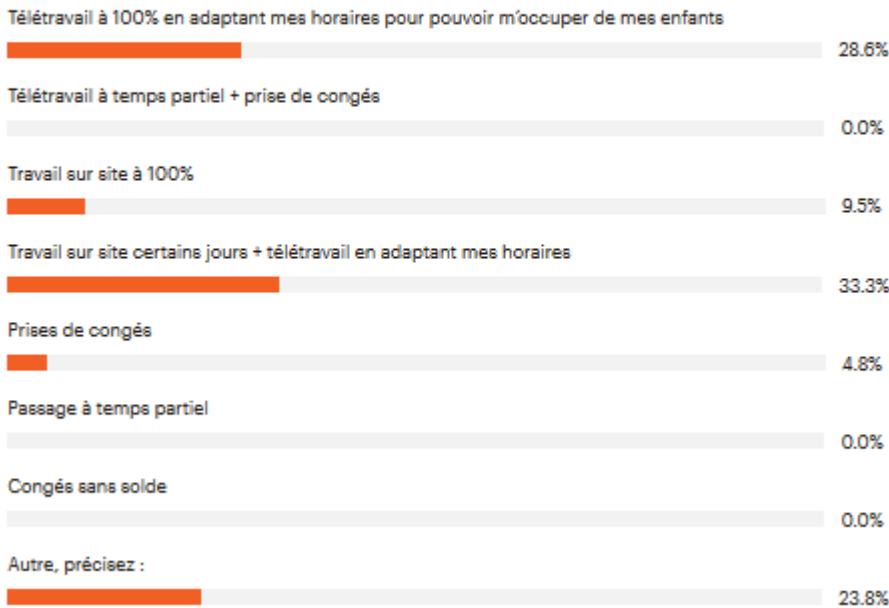 Télétravail à 100% en adaptant mes horaires pour pouvoir m'occuper de mes enfants
28.6%
Télétravail à temps partiel + prise de congés
0.0%
Travail sur site à 100%
9.5%
Travail sur site certains jours + télétravail en adaptant mes horaires
33.3%
Prises de congés
4.8%
Passage à temps partiel
0.0%
Congés sans solde
0.0%
Autre, précisez :
23.8%